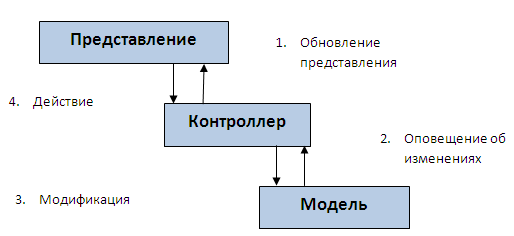 Представление
1. Обновление
представления
4. Действие
Контроллер
2. Оповещение об
изменениях
3. Модификация
Модель